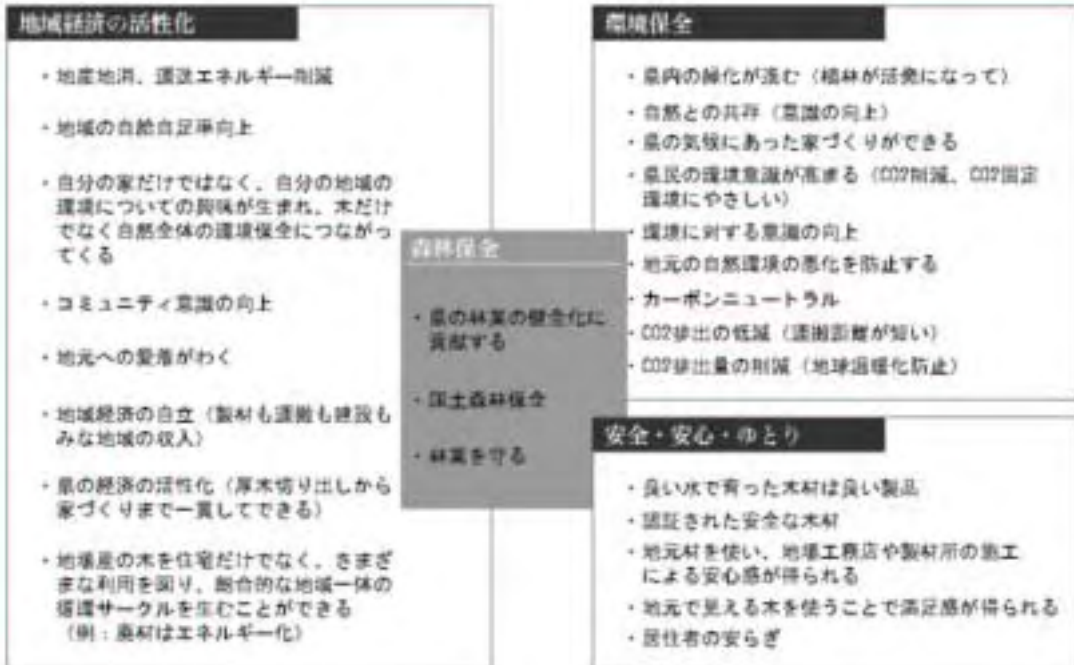 地域経済の活性化
・地産地消、運送エネルギー削減
・地域の自給自足率向上
・自分の家だけではなく、自分の地域の
環境についての興味が生まれ、木だけ
でなく自然全体の環境保全につながっ
てくる
・コミュニティ意識の向上
・地元への愛着がわく
・地域経済の自立（製材も運搬も建設も
みな地域の収入）
・県の経済の活性化（厚木切り出しから
家づくりまで一貫してできる）
・地場産の木を住宅だけでなく、さまざ
まな利用を図り、総合的な地域一体の
循環サークルを生むことができる
（例：廃材はエネルギー化）
森林保全
・県の林業の健全化に
貢献する
・国土森林保全
・林業を守る
環境保全
・県内の緑化が進む（植林が活発になって）
・自然との共存（意識の向上）
・県の気候にあった家づくりができる
・県民の環境意識が高まる（CO2削減、CO2固定
環境にやさしい）
・環境に対する意識の向上
・地元の自然環境の悪化を防止する
・カーボンニュートラル
・CO2排出の低減（運搬距離が短い）
・CO2排出量の削減（地球温暖化防止）
安全・安心・ゆとり
・良い水で育った木材は良い製品
・認証された安全な木材
・地元材を使い、地場工務店や製材所の施工
による安心感が得られる
・地元で見える木を使うことで満足感が得られる
・居住者の安らぎ